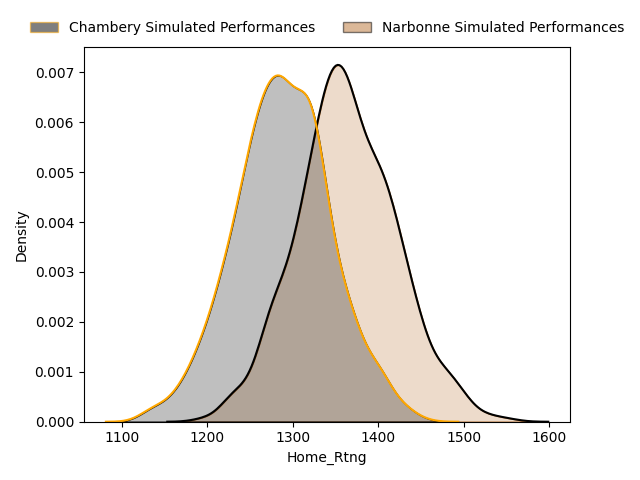 Chambery Simulated Performances Narbonne Simulated Performances
0.007
0.006
0.005
0.004
0.003
0.002
0.001
0.000
Density
1100 1200 1300 1400 1500 1600
Home_Rtng